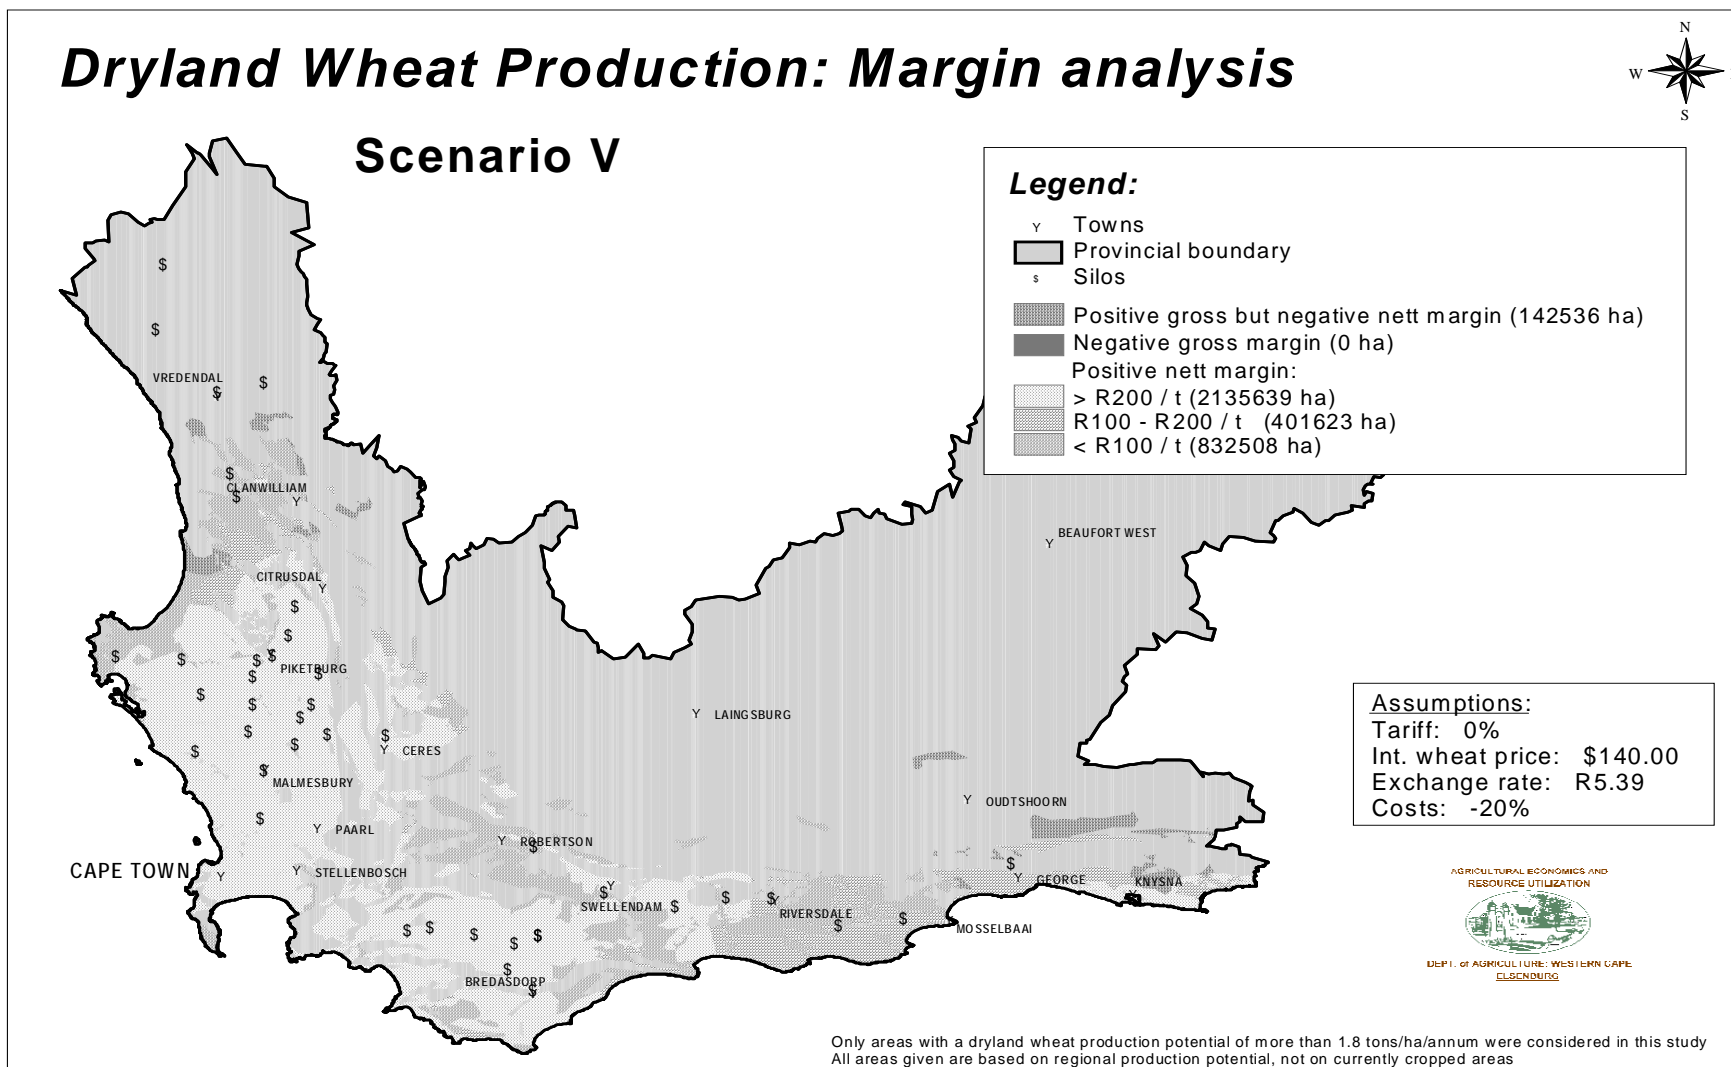 Dryland Wheat Production: Margin analysis
Scenario V
N
W
S
Legend:
Y Towns
Provincial boundary
$ Silos
Positive gross but negative nett margin (142536 ha)
Negative gross margin (0 ha)
Positive nett margin:
> R200 / t (2135639 ha)
R100 - R200 / t (401623 ha)
< R100 / t (832508 ha)
VREDENDAL
CLANWILLIAM
BEAUFORT WEST
CITRUSDAL
PIKETBURG
LAINGSBURG
CERES
MALMESBURY
OUDTSHOORN
PAARL
ROBERTSON
CAPE TOWN
STELLENBOSCH
GEORGE
KNYSNA
SWELLENDAM
RIVERSDALE
MOSSELBAAI
BREDASDORP
Assumptions:
Tariff: 0%
Int. wheat price: $140.00
Exchange rate: R5.39
Costs: -20%
AGRICULTURAL ECONOMICS AND
RESOURCE UTILIZATION
DEPT. of AGRICULTURE: WESTERN CAPE
ELSENBURG
Only areas with a dryland wheat production potential of more than 1.8 tons/ha/annum were considered in this study
All areas given are based on regional production potential, not on currently cropped areas